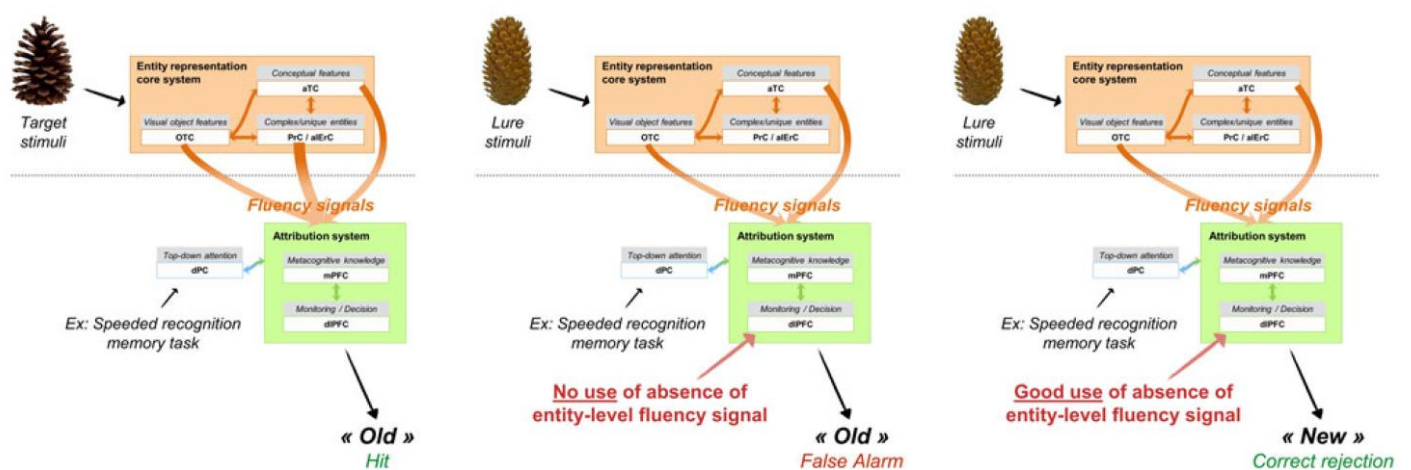 Target
stimuli
Entity representation
core system
Conceptual features
aTC
Visual object features
OTC
Complex/unique entities
PrC / alErC
Fluency signals
Attribution system
Top-down attention
dPC
Metacognitive knowledge
mPFC
Monitoring / Decision
dlPFC
Ex: Speeded recognition
memory task
« Old »
Hit
Lure
stimuli
Entity representation
core system
Conceptual features
aTC
Visual object features
OTC
Complex/unique entities
PrC / alErC
Fluency signals
Attribution system
Top-down attention
dPC
Metacognitive knowledge
mPFC
Monitoring / Decision
dlPFC
Ex: Speeded recognition
memory task
No use of absence of
entity-level fluency signal
« Old »
False Alarm
Lure
stimuli
Entity representation
core system
Conceptual features
aTC
Visual object features
OTC
Complex/unique entities
PrC / alErC
Fluency signals
Attribution system
Top-down attention
dPC
Metacognitive knowledge
mPFC
Monitoring / Decision
dlPFC
Ex: Speeded recognition
memory task
Good use of absence of
entity-level fluency signal
« New »
Correct rejection